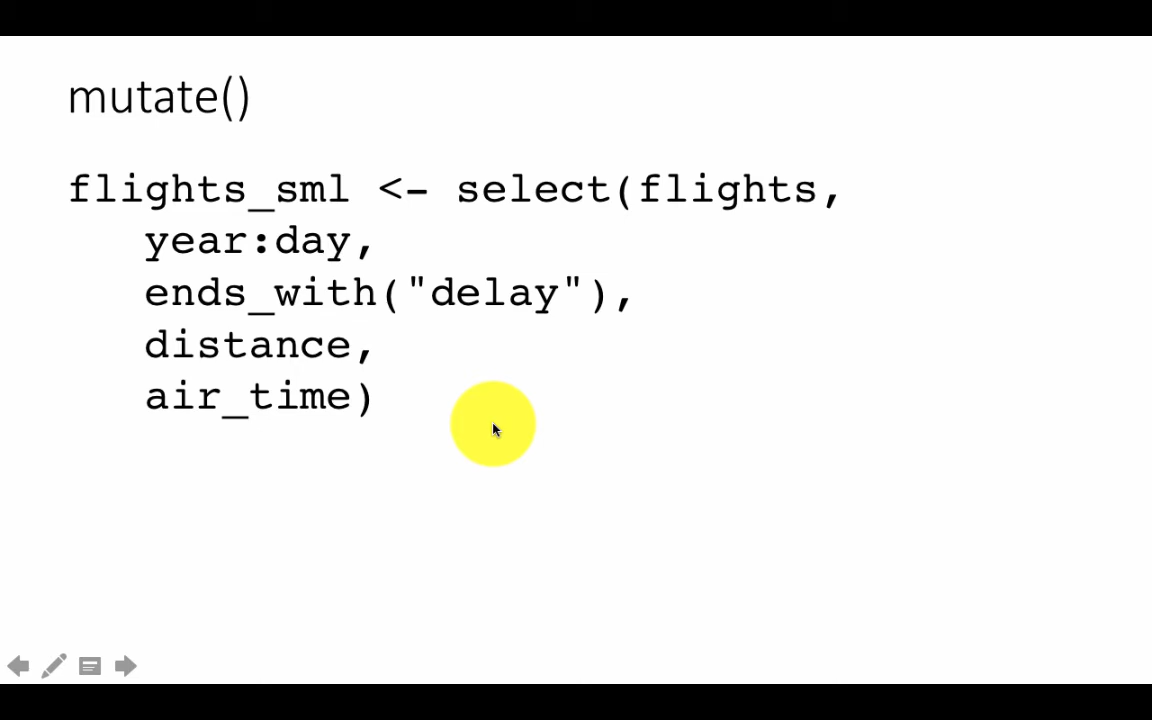 mutate()
flights_sml <- select(flights,
year:day,
ends_with("delay"),
distance,
air_time)